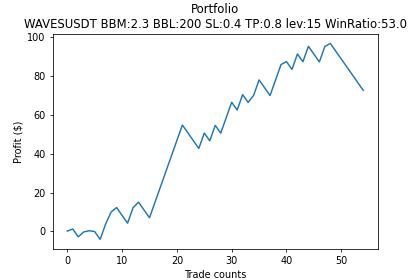 Portfolio
WAVESUSDT BBM:2.3 BBL:200 SL:0.4 TP:0.8 lev:15 WinRatio:53.0
100
80
60
40
20
0
Profit ($)
0 10 20 30 40 50
Trade counts